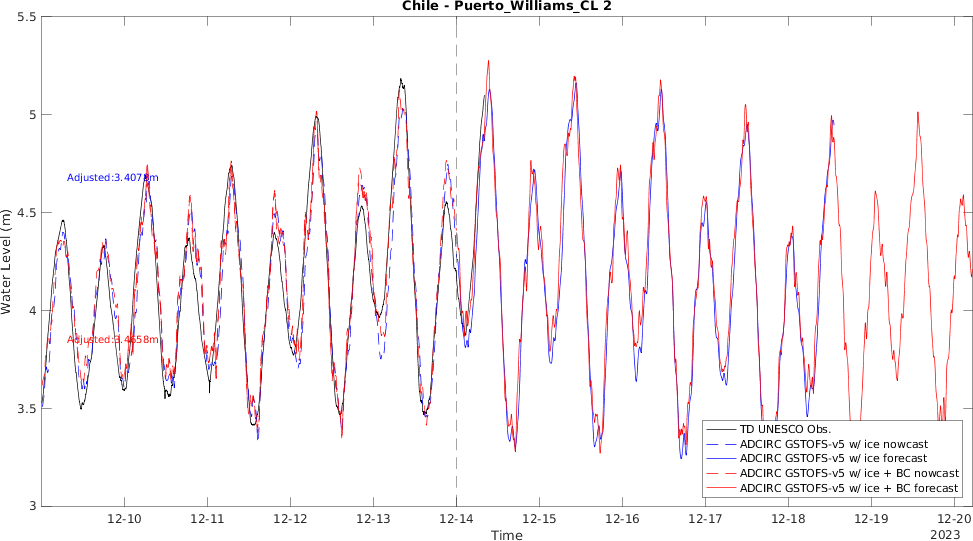 Chile - Puerto_Williams_CL 2
Water Level (m)
5.5
5
4.5
4
3.5
3
Adjusted:3.4078m
Adjusted:3.4658m
TD UNESCO Obs.
ADCIRC GSTOFS-v5 w/ ice nowcast
ADCIRC GSTOFS-v5 w/ ice forecast
ADCIRC GSTOFS-v5 w/ ice + BC nowcast
ADCIRC GSTOFS-v5 w/ ice + BC forecast
12-10 12-11 12-12 12-13 12-14 12-15 12-16 12-17 12-18 12-19 12-20
2023
Time